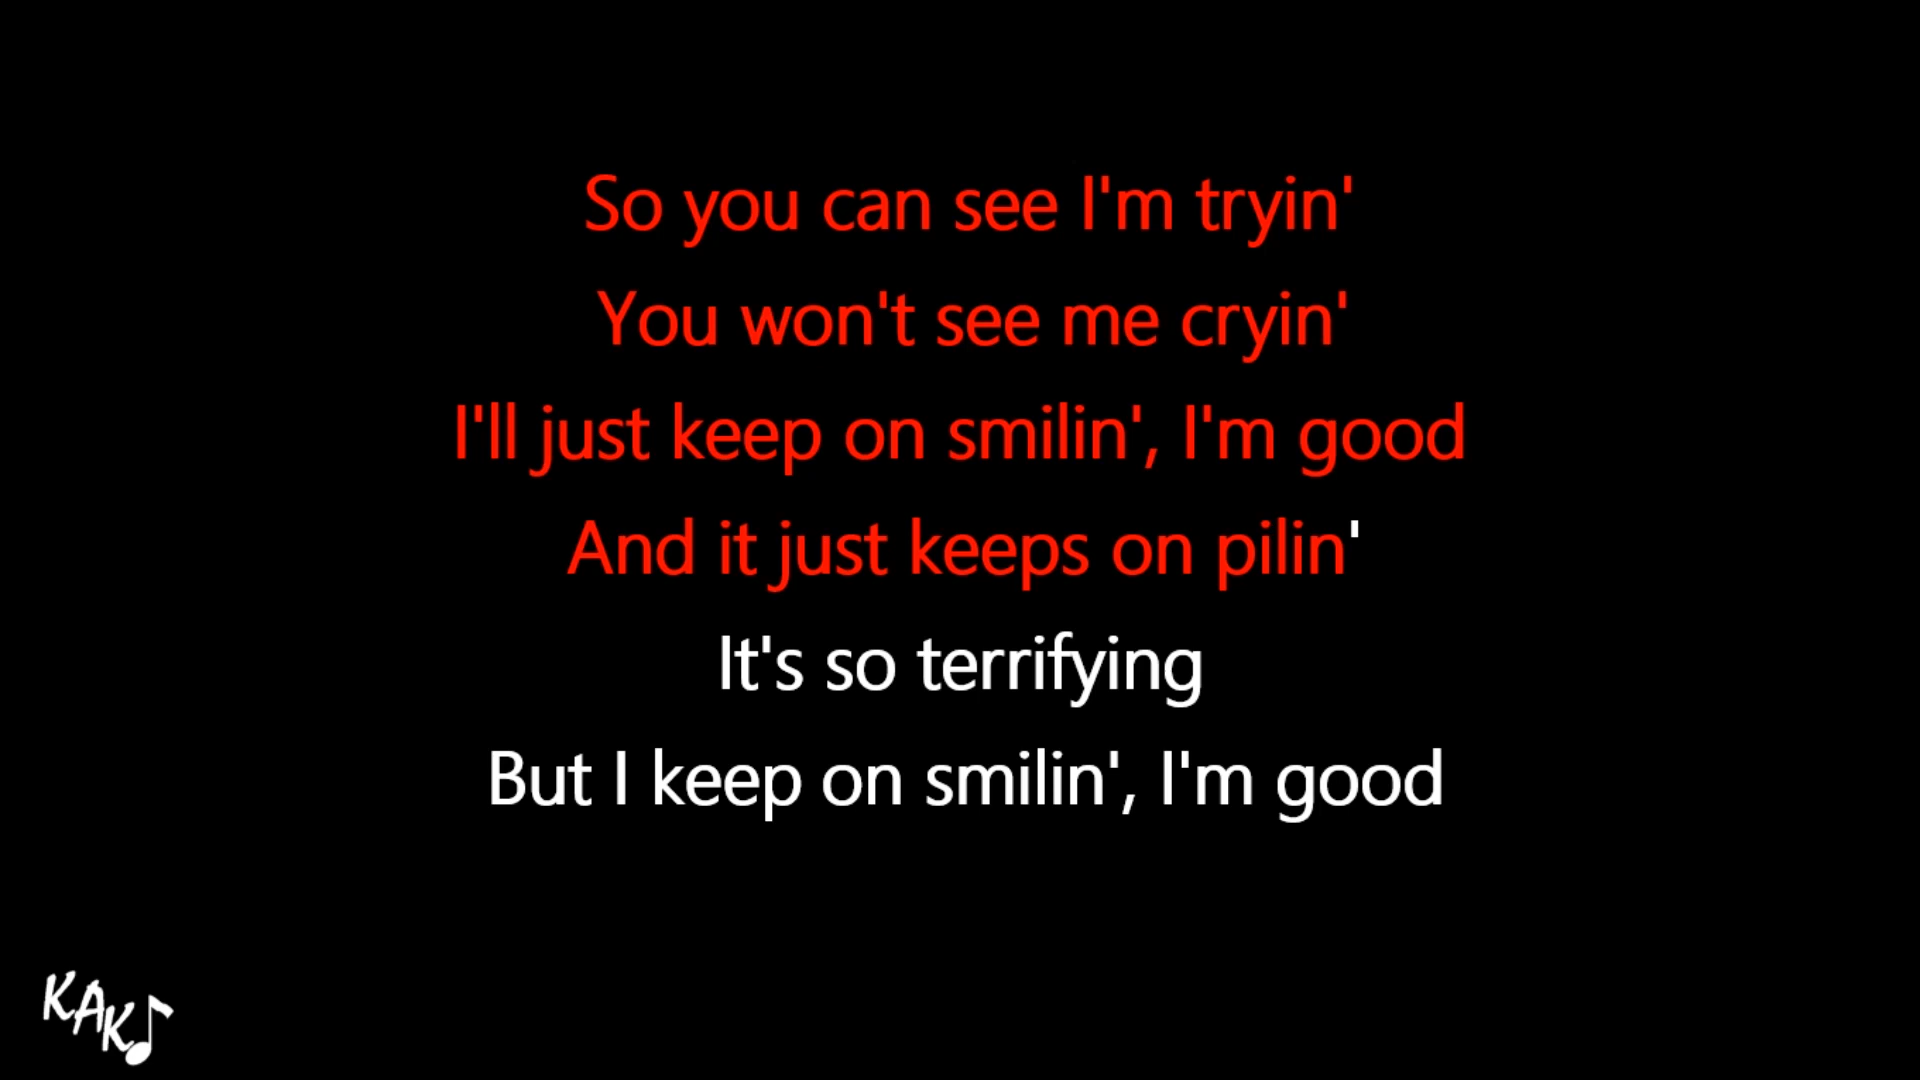 So you can see I'm tryin'
You won't see me cryin'
I'll just keep on smilin', I'm good
And it just keeps on pilin'
It's so terrifying
But I keep on smilin', I'm good
KAK